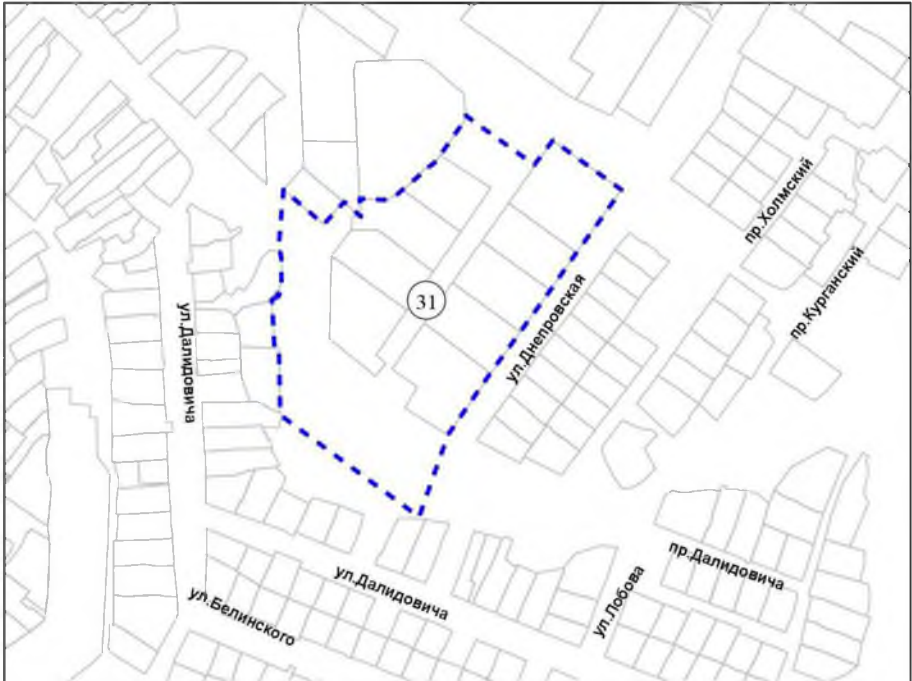 пр.Холмский
пр.Курганский
31
ул.Днепровская
ул.Далидовича
пр.Далидовича
ул.Далидовича
ул.Лобова
ул.Белинского